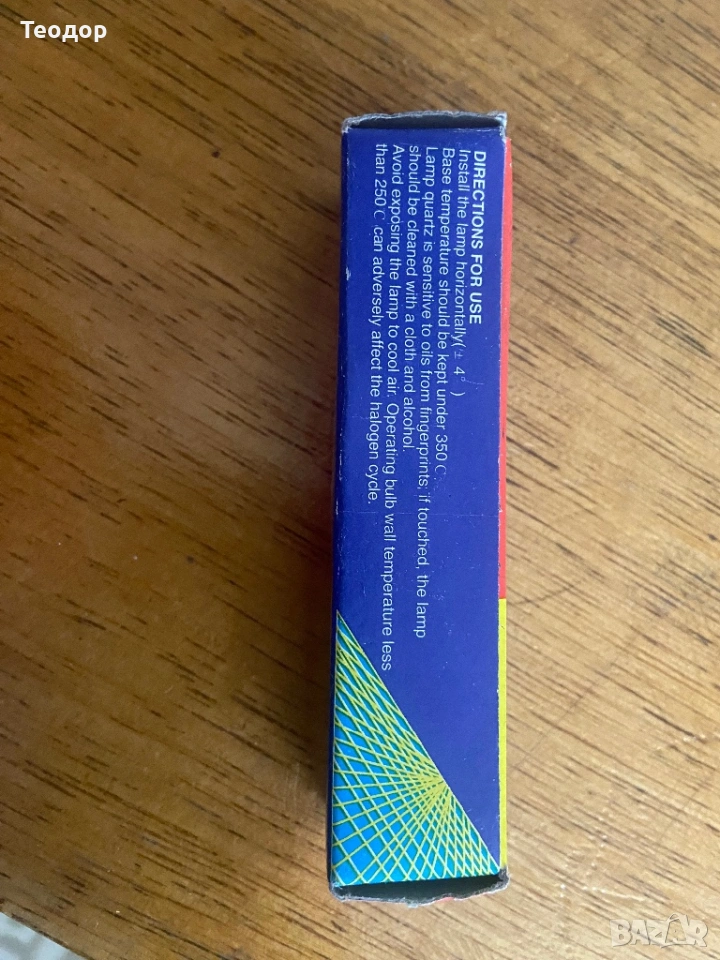 Теодор
DIRECTIONS FOR USE
Install the lamp horizontally(± 4°)
Base temperature should be kept under 350℃.
Lamp quartz is sensitive to oils from fingerprints; if touched, the lamp
should be cleaned with a cloth and alcohol.
Avoid exposing the lamp to cool air. Operating bulb wall temperature less
than 250℃ can adversely affect the halogen cycle.
BAZAR